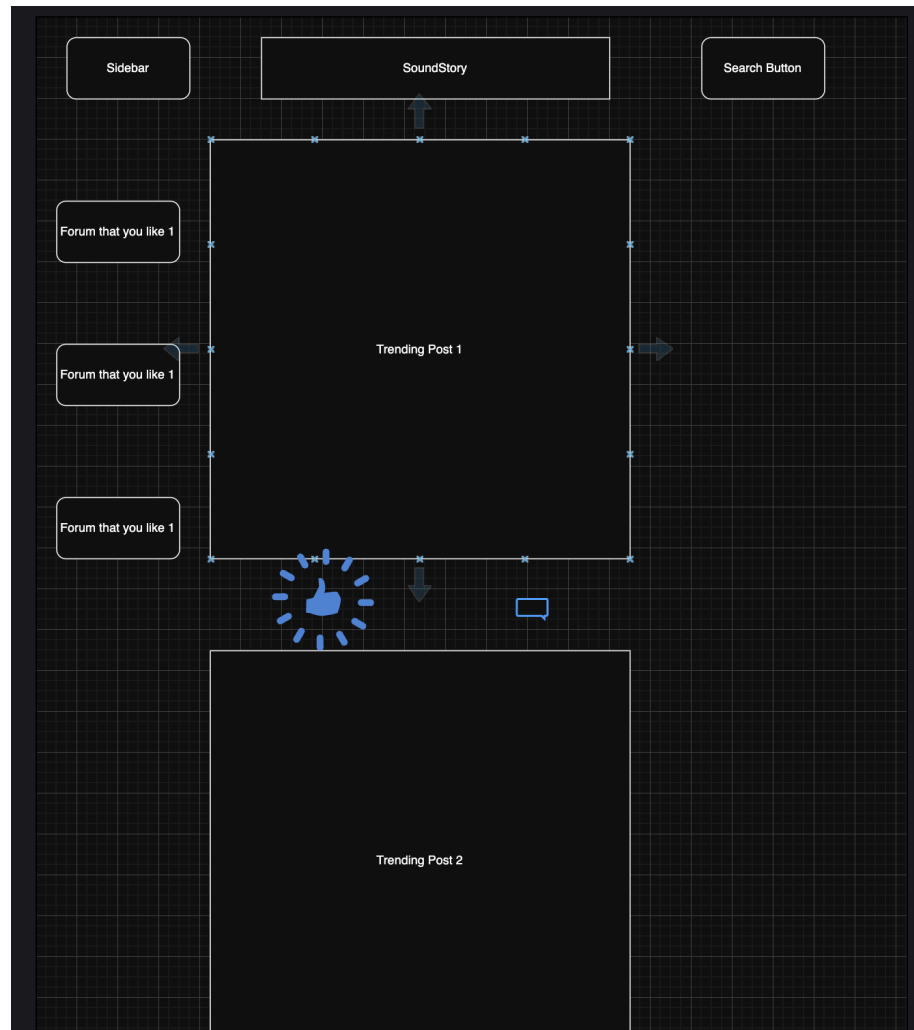 Sidebar
SoundStory
Search Button
Forum that you like 1
Trending Post 1
Forum that you like 1
Forum that you like 1
Trending Post 2